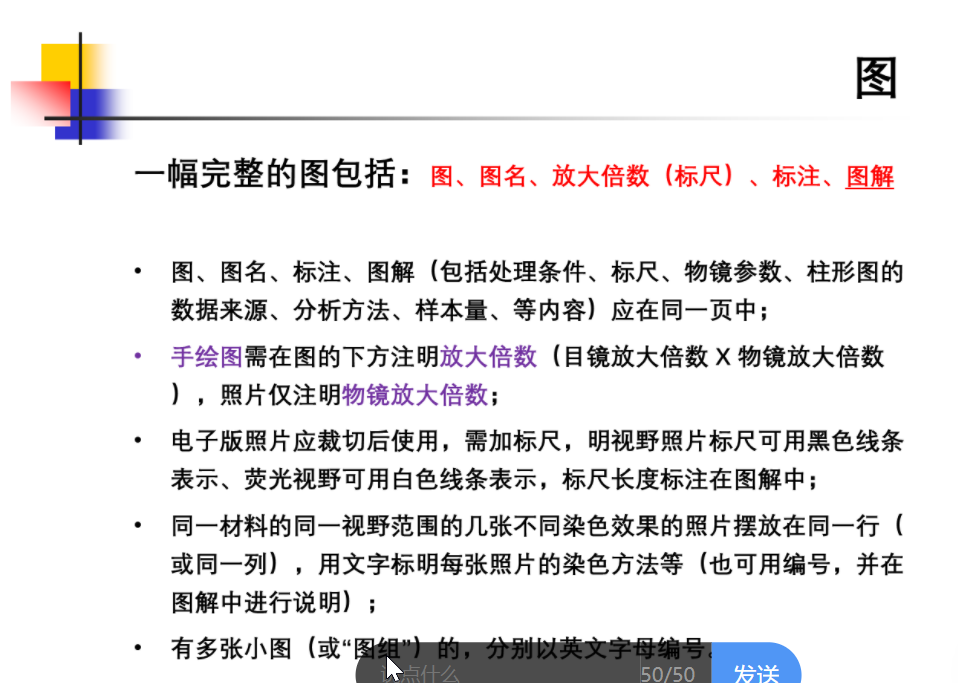 图
一幅完整的图包括：图、图名、放大倍数（标尺）、标注、图解
• 图、图名、标注、图解（包括处理条件、标尺、物镜参数、柱形图的
数据来源、分析方法、样本量、等内容）应在同一页中；
• 手绘图需在图的下方注明放大倍数（目镜放大倍数 X 物镜放大倍数
），照片仅注明物镜放大倍数；
• 电子版照片应裁切后使用，需加标尺，明视野照片标尺可用黑色线条
表示、荧光视野可用白色线条表示，标尺长度标注在图解中；
• 同一材料的同一视野范围的几张不同染色效果的照片摆放在同一行（
或同一列），用文字标明每张照片的染色方法等（也可用编号，并在
图解中进行说明）；
• 有多张小图（或“图组”）的，分别以英文字母编号。
点什么 50/50 发送